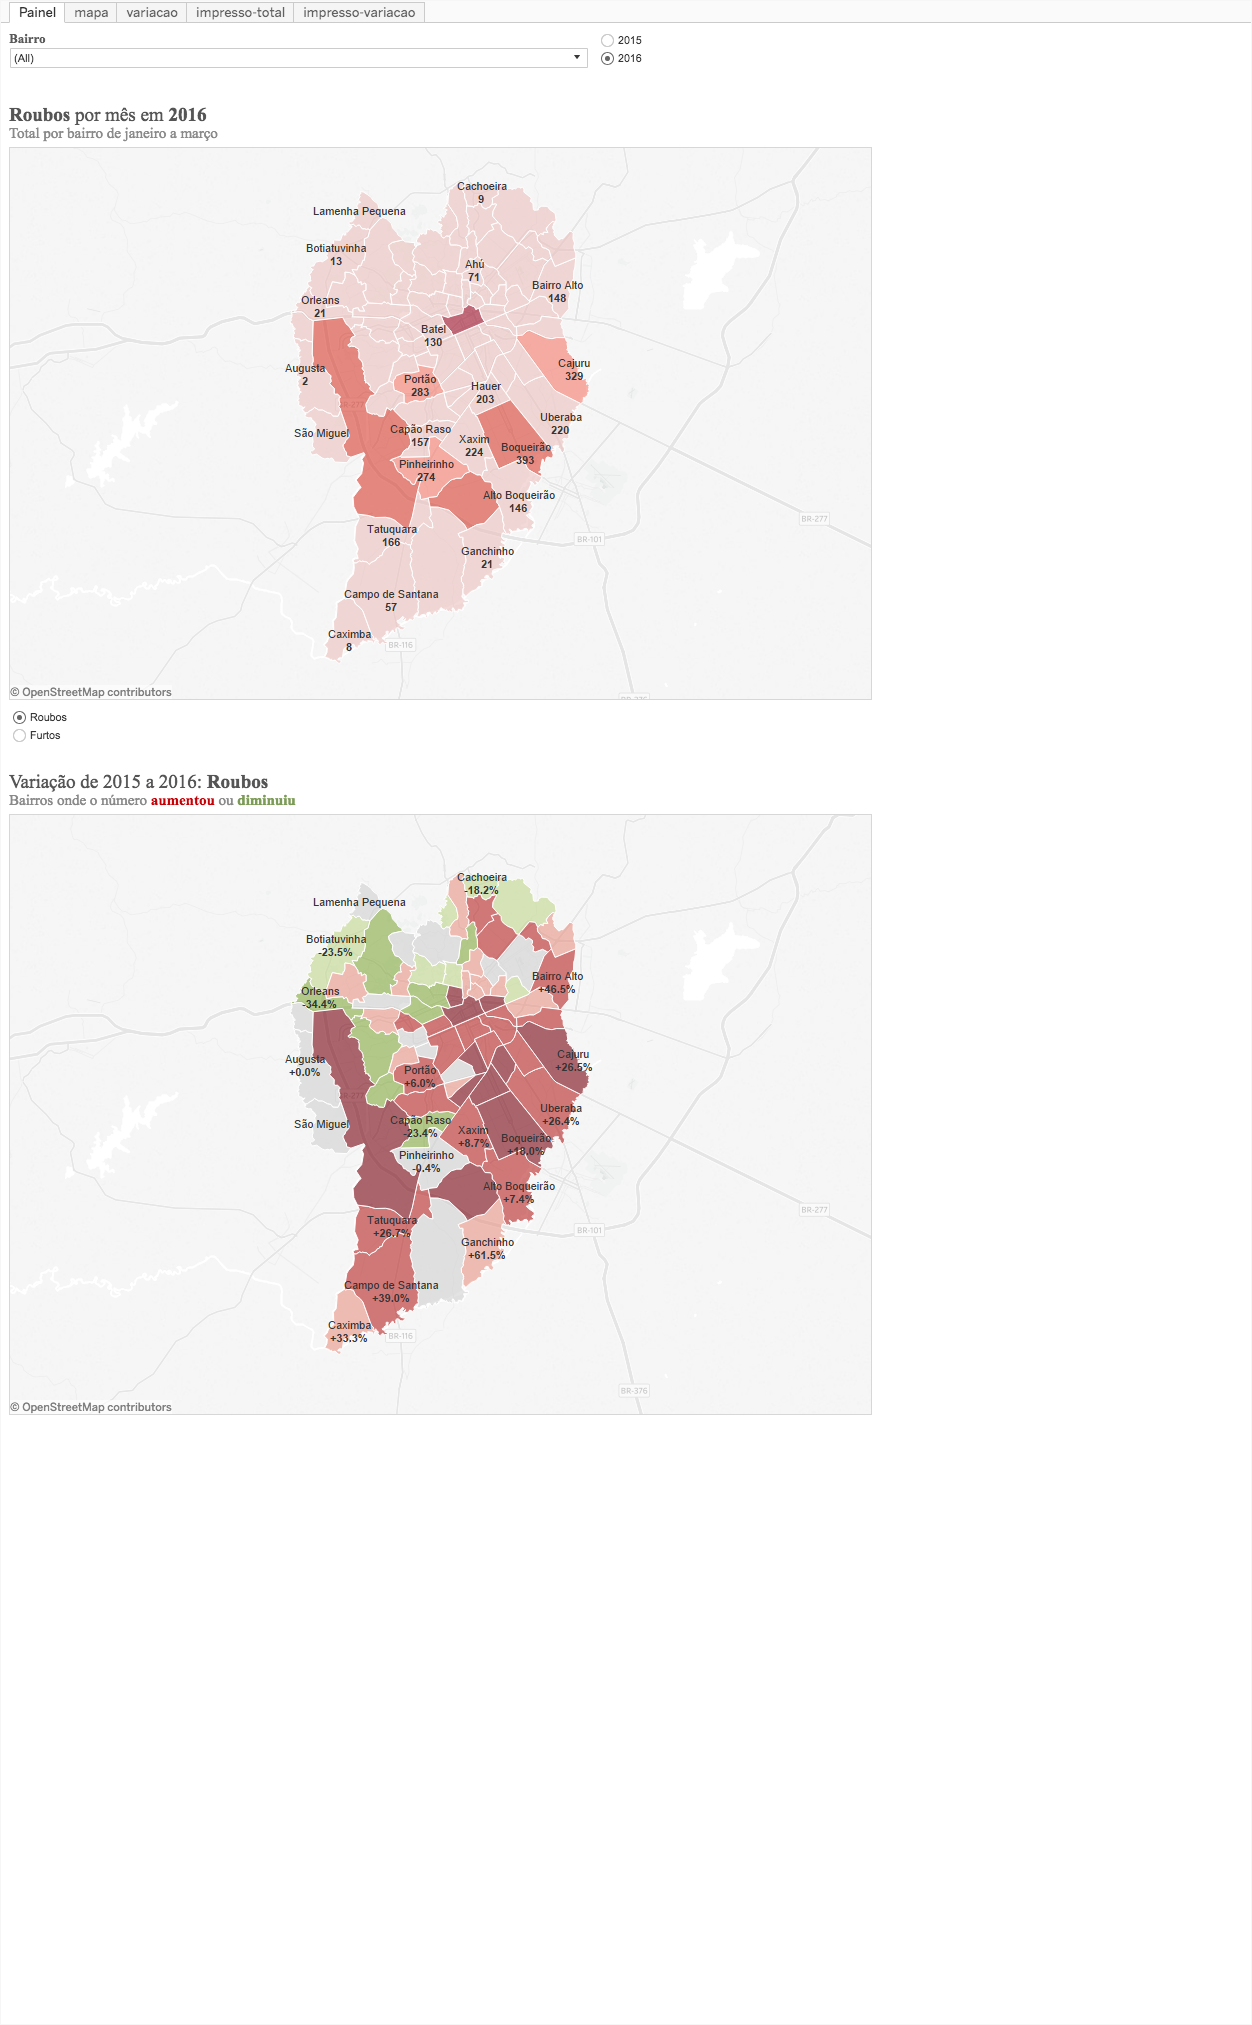 Painel mapa variacao impresso-total impresso-variacao
Bairro
(All)
2015
2016
Roubos por mês em 2016
Total por bairro de janeiro a março
Cachoeira
9
Lamenha Pequena
Botiatuvinha
13
Ahú
71
Bairro Alto
148
Orleans
21
Batel
130
Cajuru
329
Augusta
2
Portão
283
Hauer
203
BR-277
Uberaba
220
São Miguel
Capão Raso
157
Xaxim
224
Boqueirão
393
Pinheirinho
274
Alto Boqueirão
146
BR-277
Tatuquara
166
BR-101
Ganchinho
21
Campo de Santana
57
Caximba
8
BR-116
BR-376
© OpenStreetMap contributors
Roubos
Furtos
Variação de 2015 a 2016: Roubos
Bairros onde o número aumentou ou diminuiu
Cachoeira
-18.2%
Lamenha Pequena
Botiatuvinha
-23.5%
Bairro Alto
+46.5%
Orleans
-34.4%
Augusta
+0.0%
Cajuru
+26.5%
Portão
+6.0%
BR-277
Uberaba
+26.4%
São Miguel
Capão Raso
-23.4%
Xaxim
+8.7%
Boqueirão
+18.0%
Pinheirinho
-0.4%
Alto Boqueirão
+7.4%
BR-277
Tatuquara
+26.7%
BR-101
Ganchinho
+61.5%
Campo de Santana
+39.0%
Caximba
+33.3%
BR-116
BR-376
© OpenStreetMap contributors